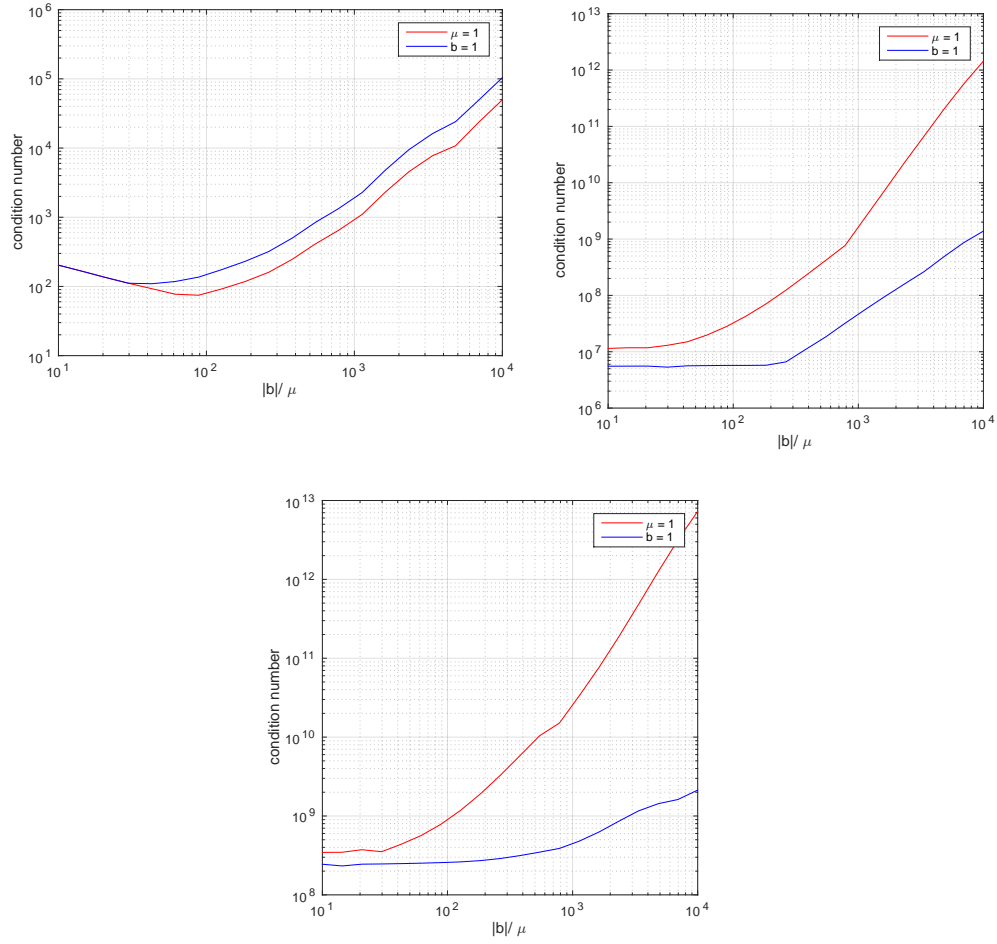 10^6
10^5
10^4
10^3
10^2
10^1
condition number
μ = 1
b = 1
10^1 10^2 10^3 10^4
|b|/ μ
10^13
10^12
10^11
10^10
10^9
10^8
10^7
10^6
condition number
μ = 1
b = 1
10^1 10^2 10^3 10^4
|b|/ μ
10^13
10^12
10^11
10^10
10^9
10^8
condition number
μ = 1
b = 1
10^1 10^2 10^3 10^4
|b|/ μ